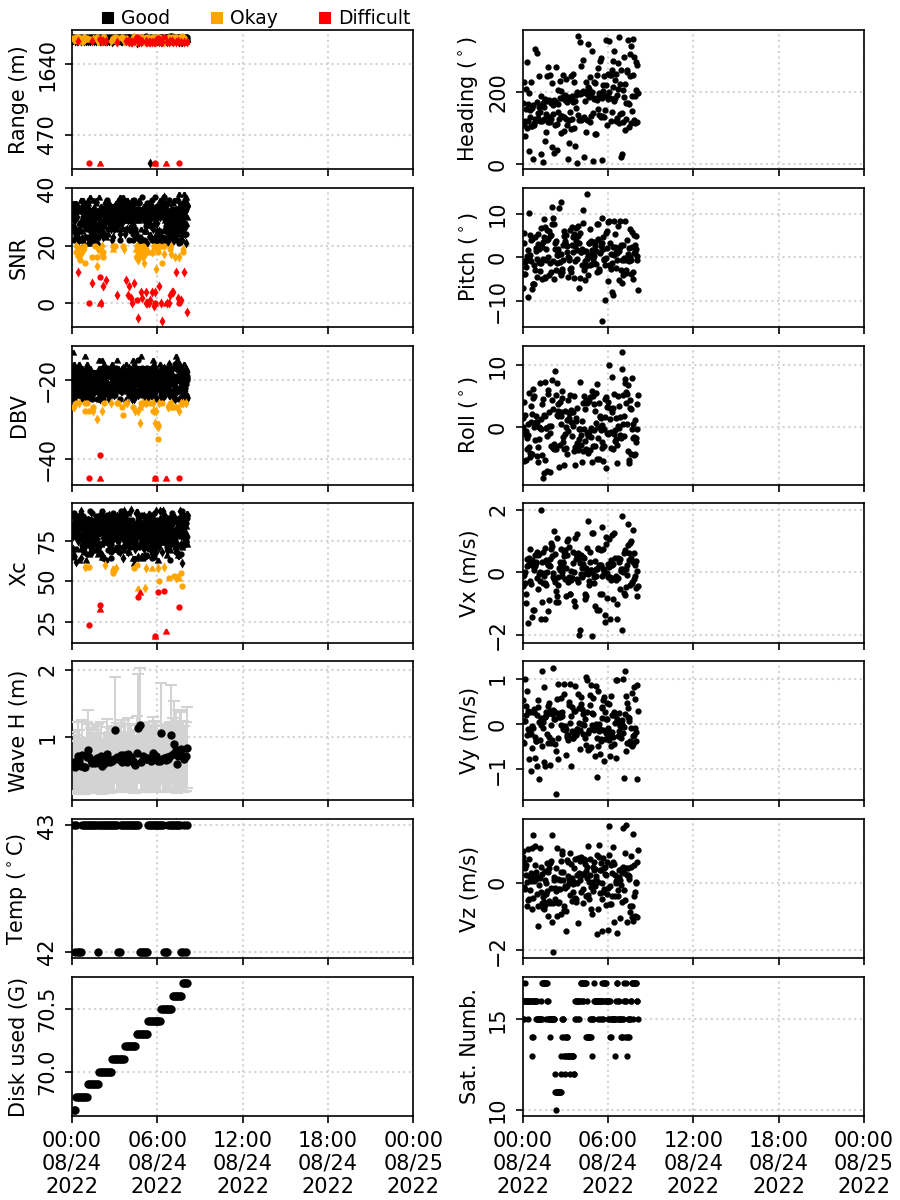 Good Okay Difficult
Range (m)
1640
470
Heading (°)
200
0
SNR
40
20
0
Pitch (°)
10
0
−10
DBV
−20
−40
Roll (°)
10
0
Xc
75
50
25
Vx (m/s)
2
0
−2
Wave H (m)
2
1
Vy (m/s)
1
0
−1
Temp (°C)
43
42
Vz (m/s)
0
−2
Disk used (G)
70.5
70.0
Sat. Numb.
15
10
00:00 06:00 12:00 18:00 00:00
08/24 08/24 08/24 08/24 08/25
2022 2022 2022 2022 2022
00:00 06:00 12:00 18:00 00:00
08/24 08/24 08/24 08/24 08/25
2022 2022 2022 2022 2022